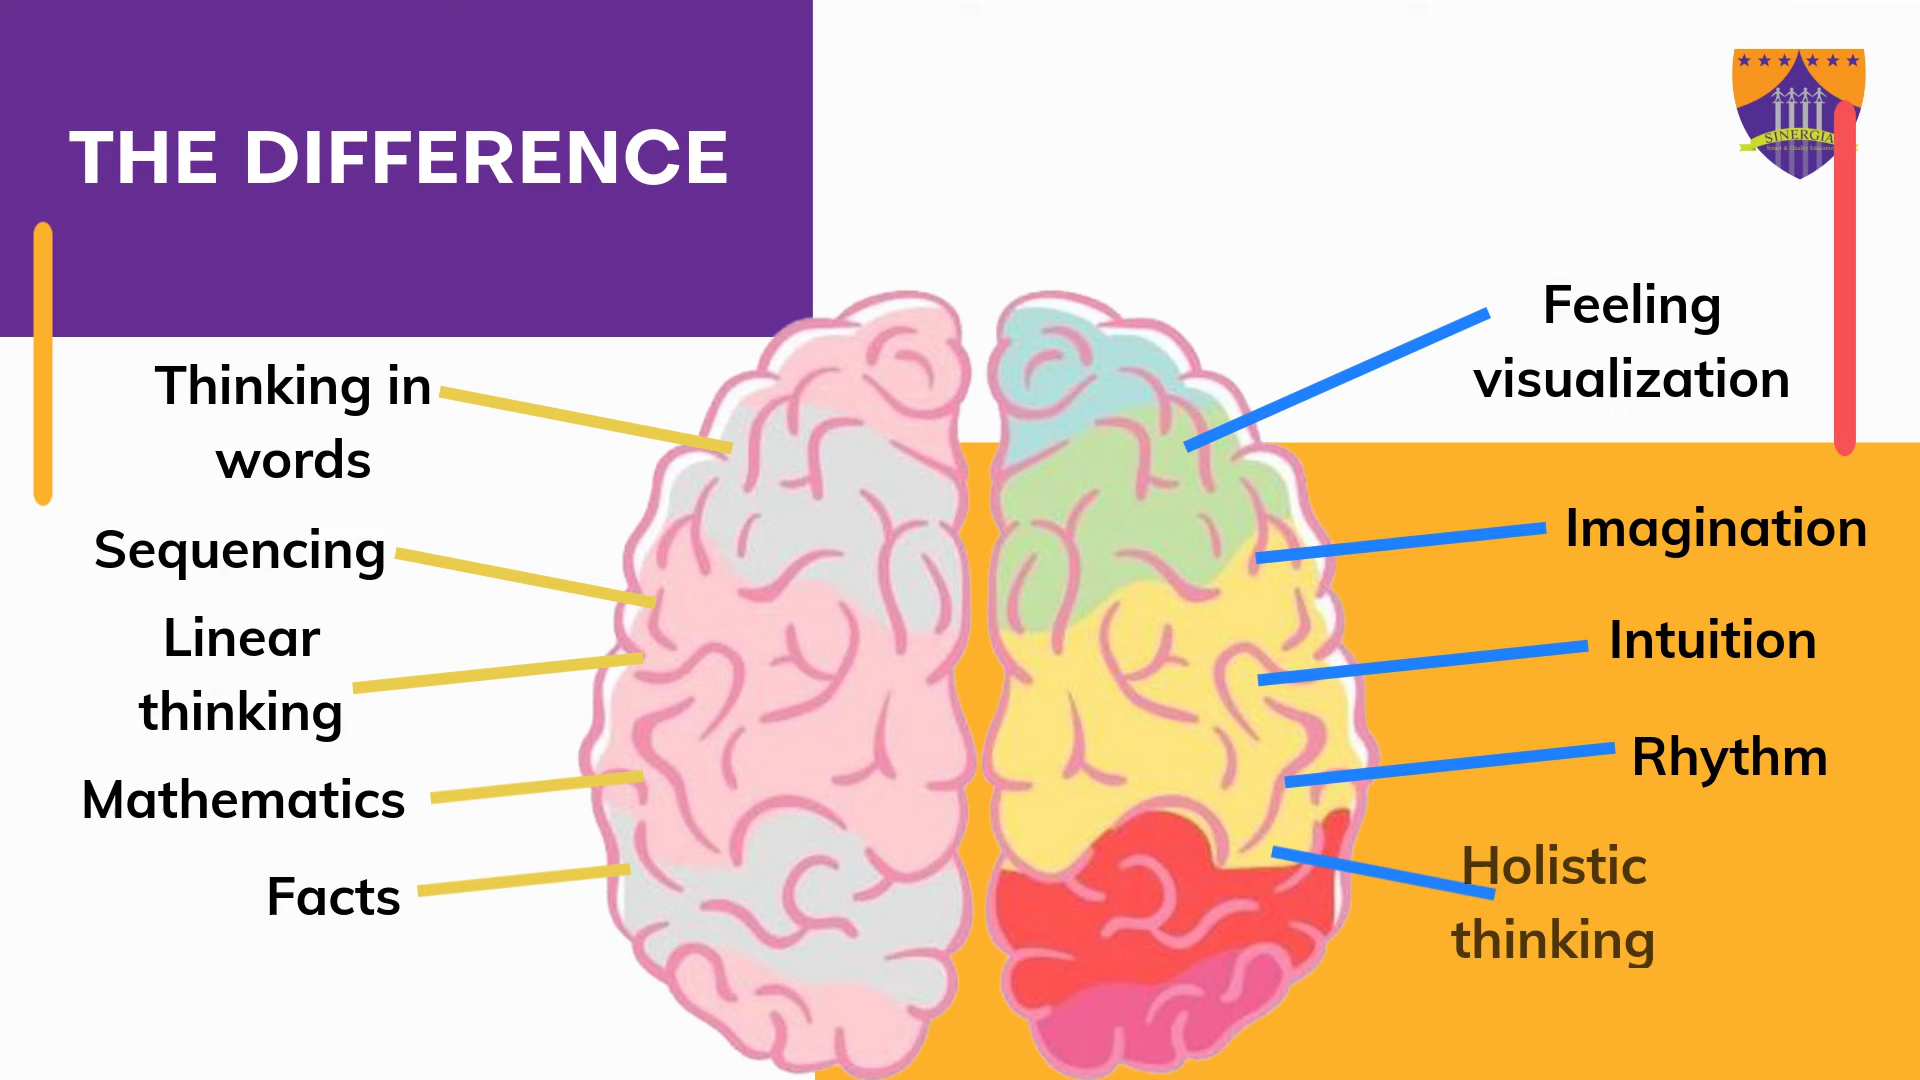 THE DIFFERENCE
SINERGIA
Thinking in
words
Sequencing
Linear
thinking
Mathematics
Facts
Feeling
visualization
Imagination
Intuition
Rhythm
Holistic
thinking